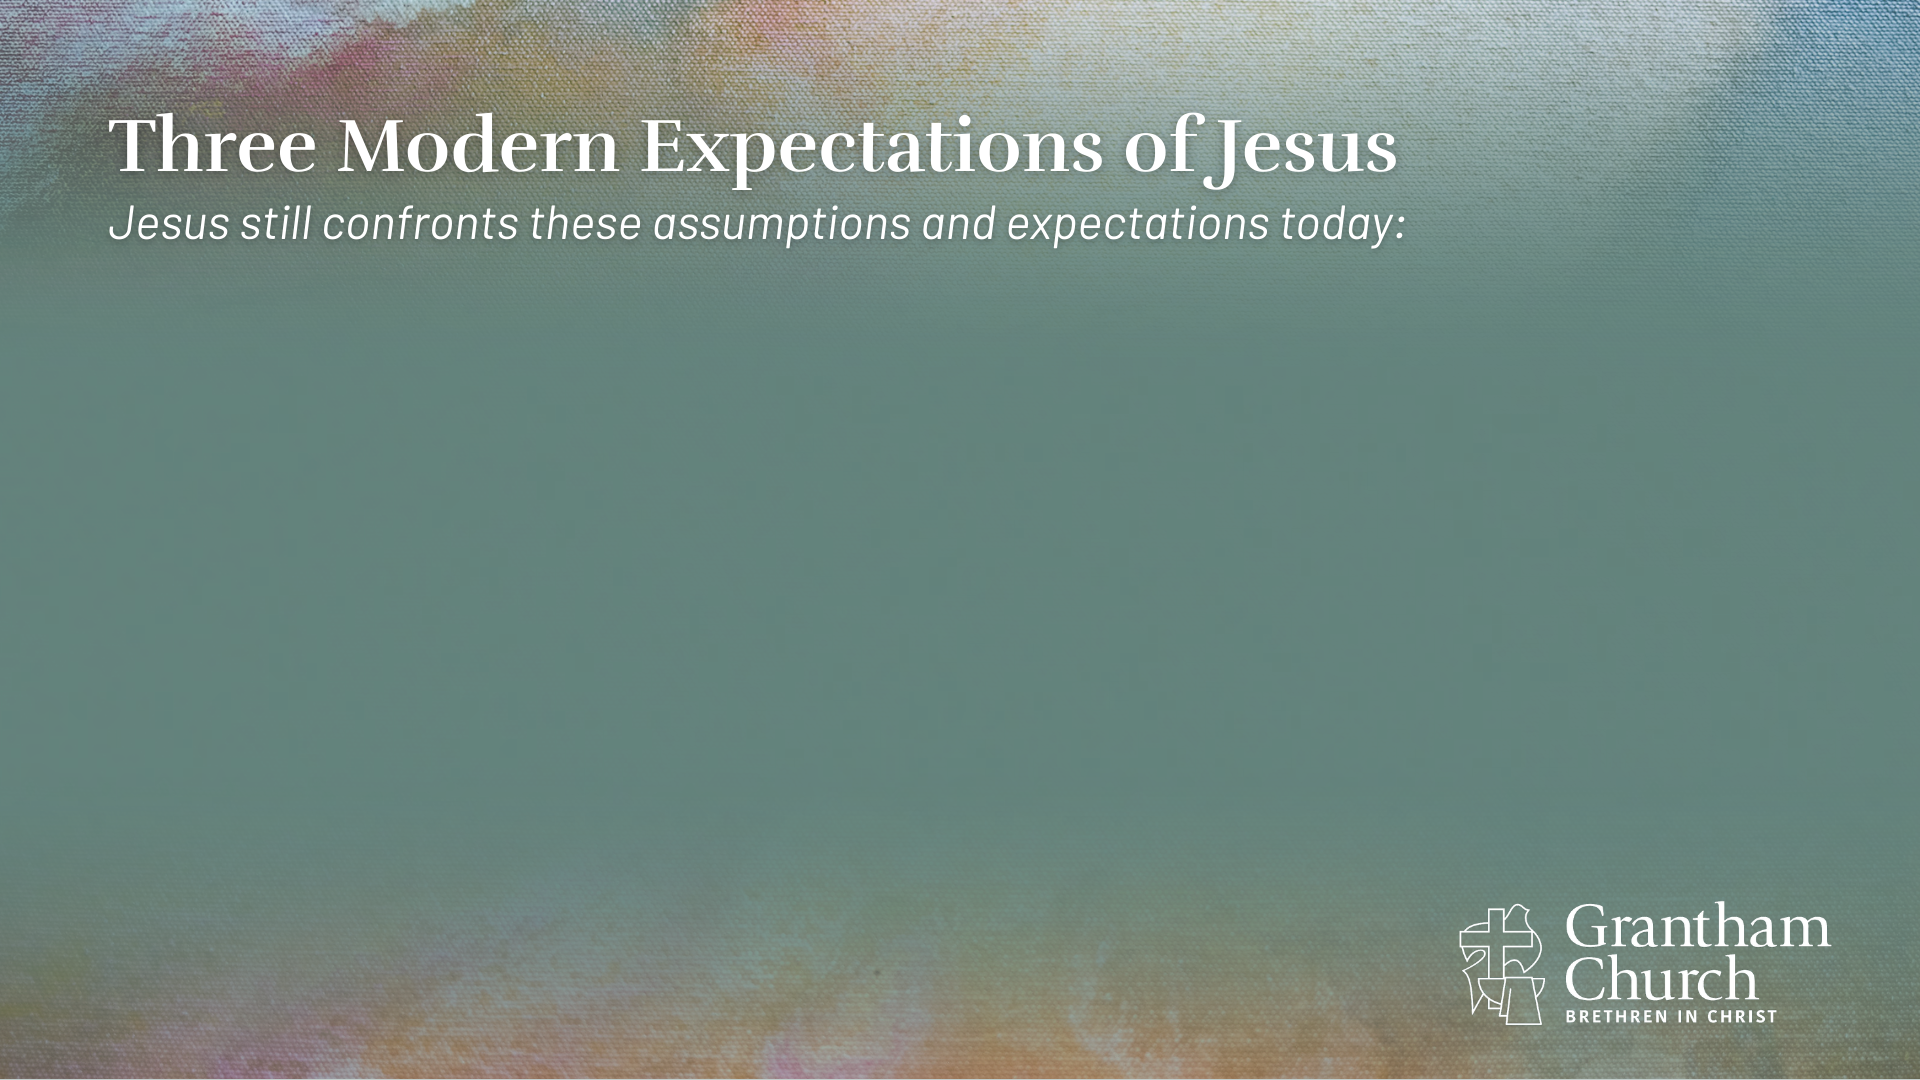 Three Modern Expectations of Jesus
Jesus still confronts these assumptions and expectations today:
Grantham
Church
BRETHREN IN CHRIST